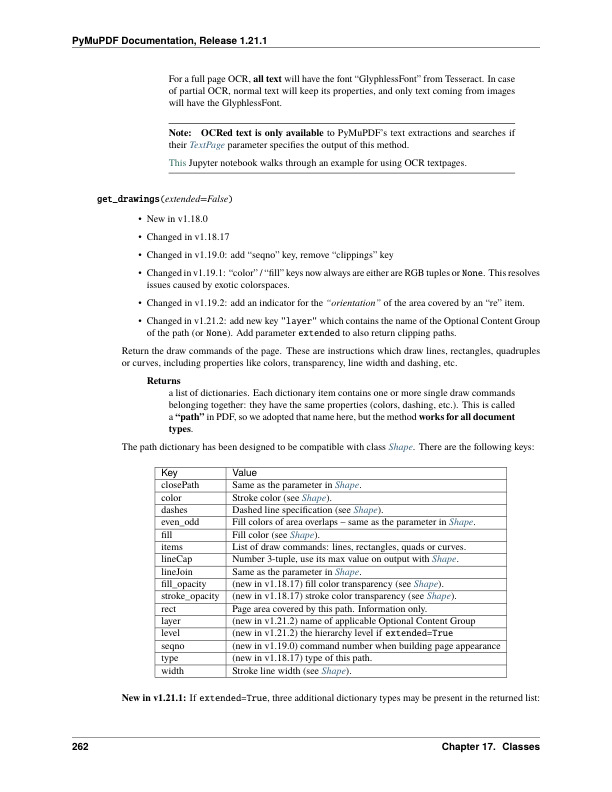 PyMuPDF Documentation, Release 1.21.1
For a full page OCR, all text will have the font “GlyphlessFont” from Tesseract. In case
of partial OCR, normal text will keep its properties, and only text coming from images
will have the GlyphlessFont.
Note: OCRed text is only available to PyMuPDF’s text extractions and searches if
their TextPage parameter specifies the output of this method.
This Jupyter notebook walks through an example for using OCR textpages.
get_drawings(extended=False)
• New in v1.18.0
• Changed in v1.18.17
• Changed in v1.19.0: add “seqno” key, remove “clippings” key
• Changed in v1.19.1: “color” / “fill” keys now always are either are RGB tuples or None. This resolves
issues caused by exotic colorspaces.
• Changed in v1.19.2: add an indicator for the “orientation” of the area covered by an “re” item.
• Changed in v1.21.2: add new key "layer" which contains the name of the Optional Content Group
of the path (or None). Add parameter extended to also return clipping paths.
Return the draw commands of the page. These are instructions which draw lines, rectangles, quadruples
or curves, including properties like colors, transparency, line width and dashing, etc.
Returns
a list of dictionaries. Each dictionary item contains one or more single draw commands
belonging together: they have the same properties (colors, dashing, etc.). This is called
a “path” in PDF, so we adopted that name here, but the method works for all document
types.
The path dictionary has been designed to be compatible with class Shape. There are the following keys:
Key Value
closePath Same as the parameter in Shape.
color Stroke color (see Shape).
dashes Dashed line specification (see Shape).
even_odd Fill colors of area overlaps – same as the parameter in Shape.
fill Fill color (see Shape).
items List of draw commands: lines, rectangles, quads or curves.
lineCap Number 3-tuple, use its max value on output with Shape.
lineJoin Same as the parameter in Shape.
fill_opacity (new in v1.18.17) fill color transparency (see Shape).
stroke_opacity (new in v1.18.17) stroke color transparency (see Shape).
rect Page area covered by this path. Information only.
layer (new in v1.21.2) name of applicable Optional Content Group
level (new in v1.21.2) the hierarchy level if extended=True
seqno (new in v1.19.0) command number when building page appearance
type (new in v1.18.17) type of this path.
width Stroke line width (see Shape).
New in v1.21.1: If extended=True, three additional dictionary types may be present in the returned list:
262 Chapter 17. Classes